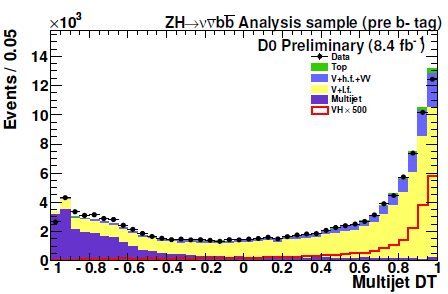 ×10³ ZH→νν̄bb̄ Analysis sample (pre b- tag)
DØ Preliminary (8.4 fb⁻¹)
Data
Top
V+h.f.+VV
V+l.f.
Multijet
VH×500
Events / 0.05
14
12
10
8
6
4
2
0
-1 -0.8 -0.6 -0.4 -0.2 0 0.2 0.4 0.6 0.8 1
Multijet DT